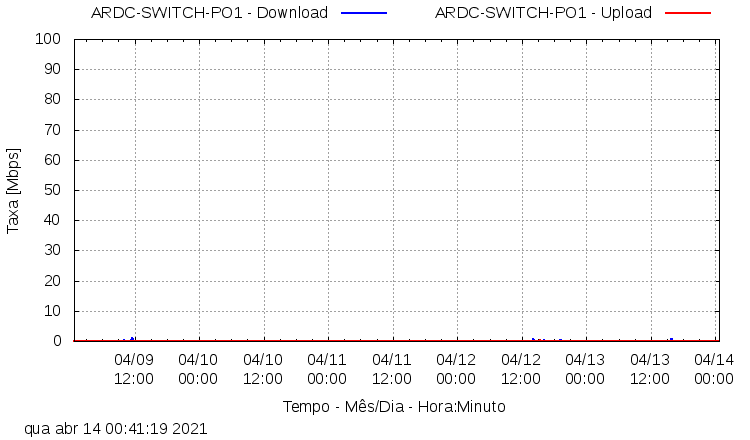 ARDC-SWITCH-PO1 - Download ARDC-SWITCH-PO1 - Upload
Taxa [Mbps]
100
90
80
70
60
50
40
30
20
10
0
04/09 04/10 04/10 04/11 04/11 04/12 04/12 04/13 04/13 04/14
12:00 00:00 12:00 00:00 12:00 00:00 12:00 00:00 12:00 00:00
Tempo - Mês/Dia - Hora:Minuto
qua abr 14 00:41:19 2021